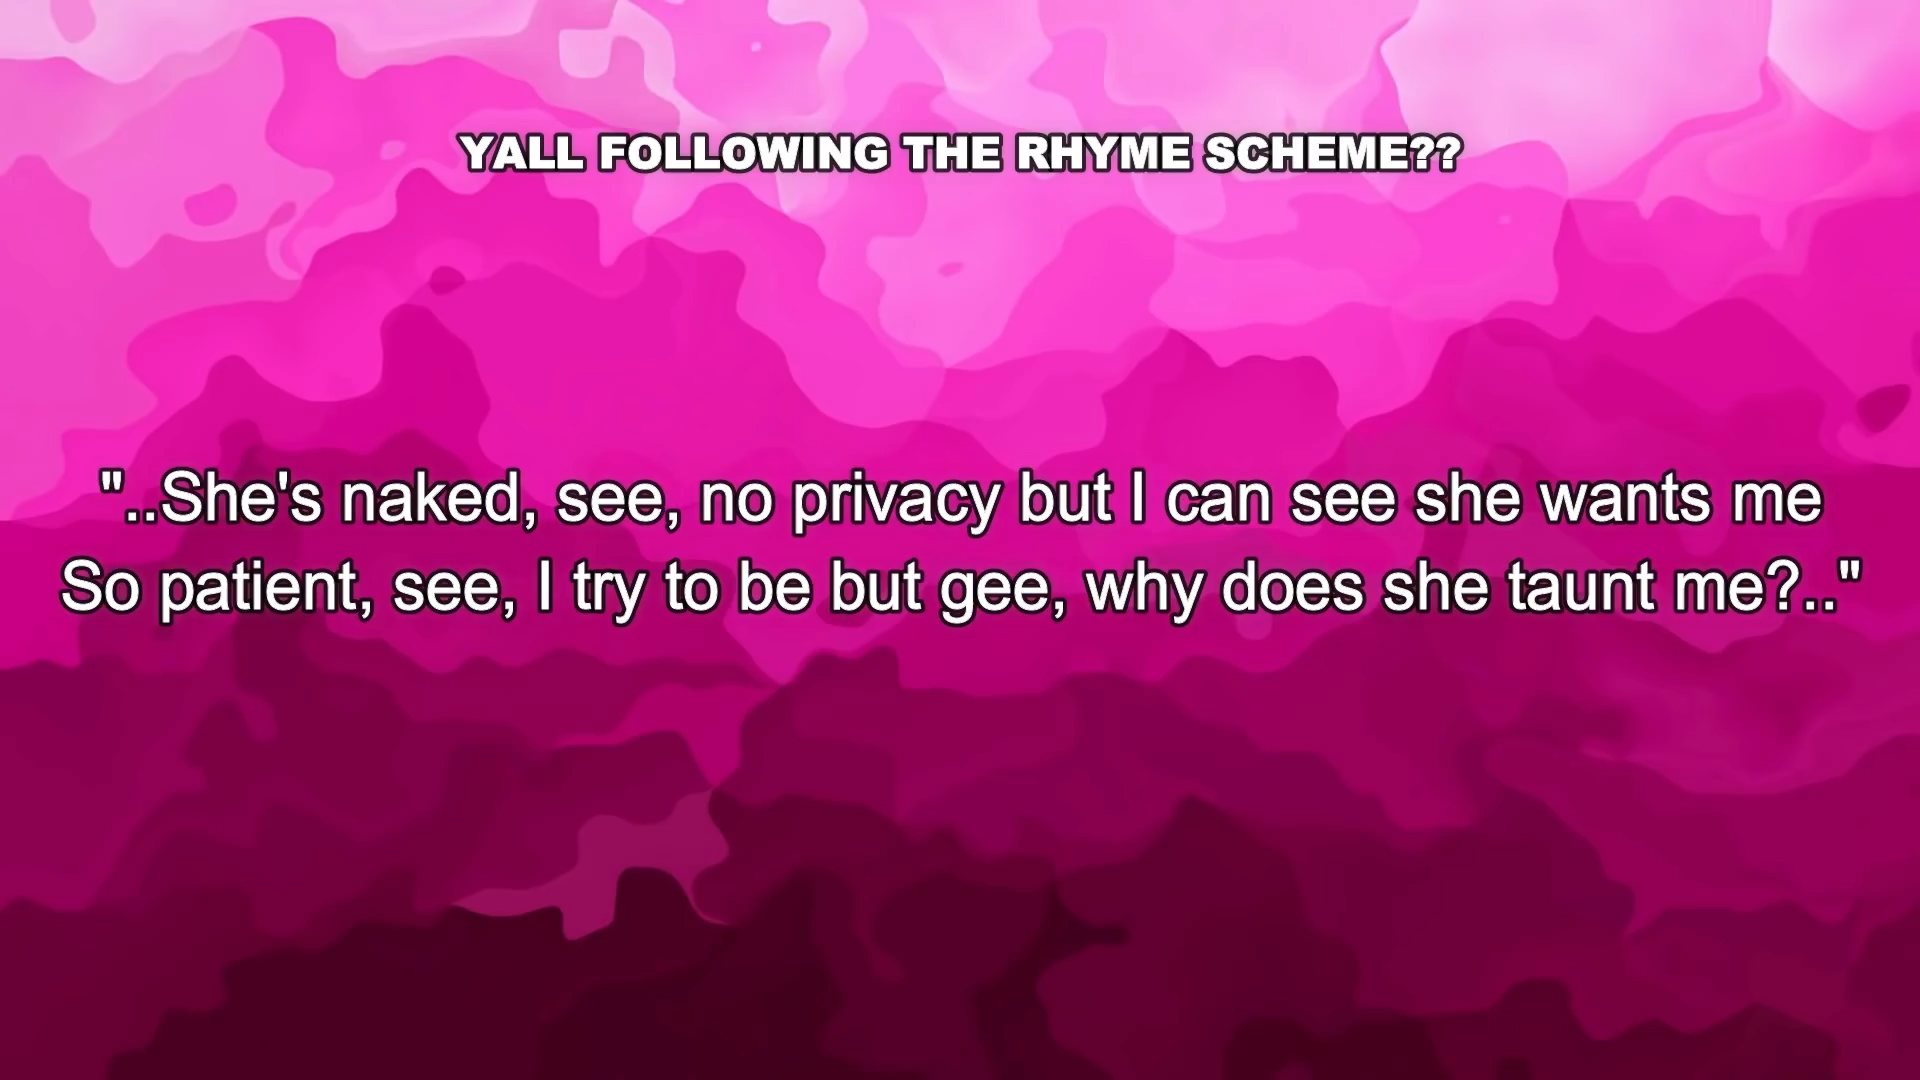 YALL FOLLOWING THE RHYME SCHEME??
"..She's naked, see, no privacy but I can see she wants me
So patient, see, I try to be but gee, why does she taunt me?.."